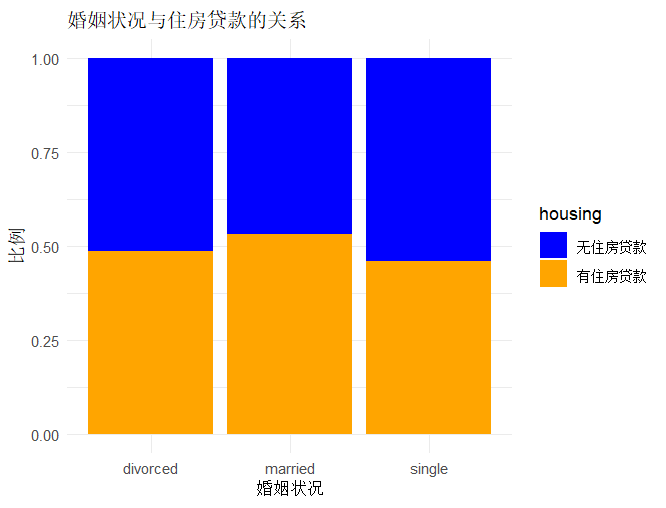 婚姻状况与住房贷款的关系
1.00
0.75
0.50
0.25
0.00
比例
divorced married single
婚姻状况
housing
无住房贷款
有住房贷款